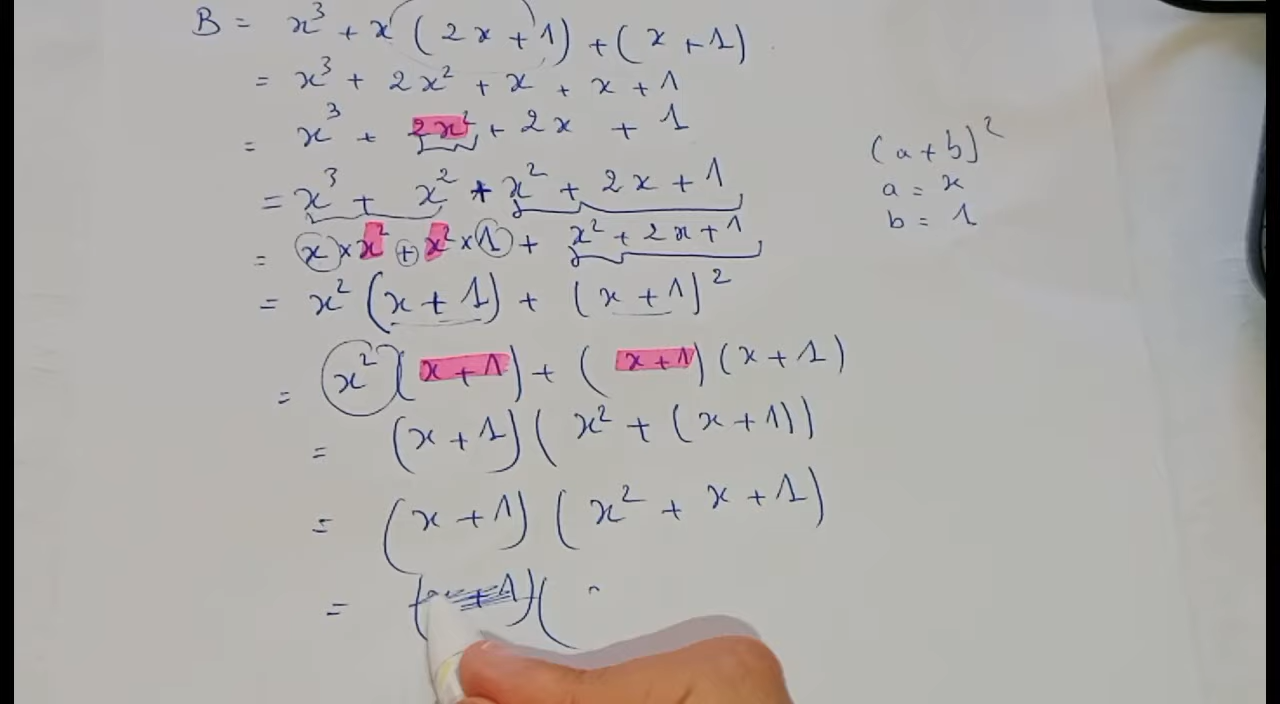 B = x³ + x (2x + 1) + (x + 1)
= x³ + 2x² + x + x + 1
= x³ + 2x² + 2x + 1
= x³ + x² + x² + 2x + 1
= x × x² + x² × 1 + x² + 2x + 1
= x² (x + 1) + (x + 1)²
= x² (x + 1) + (x + 1) (x + 1)
= (x + 1) (x² + (x + 1))
= (x + 1) (x² + x + 1)
= (x + 1) (
(a + b)²
a = x
b = 1